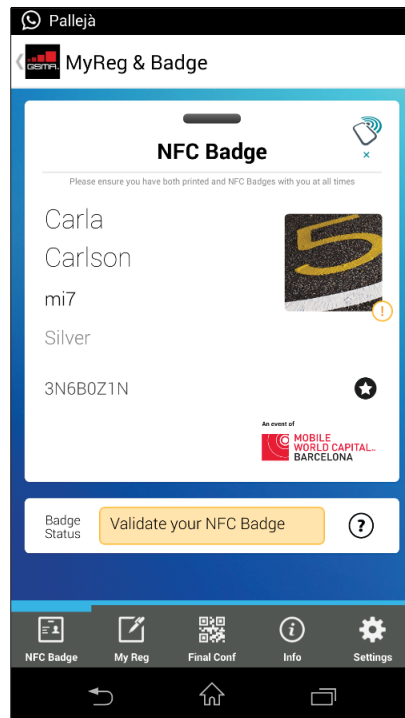 Pallejà
GSMA
MyReg & Badge
NFC Badge
Please ensure you have both printed and NFC Badges with you at all times
Carla
Carlson
mi7
5
!
Silver
3N6B0Z1N
An event of
MOBILE
WORLD CAPITAL
BARCELONA
Badge
Status
Validate your NFC Badge
?
NFC Badge
My Reg
Final Conf
Info
Settings